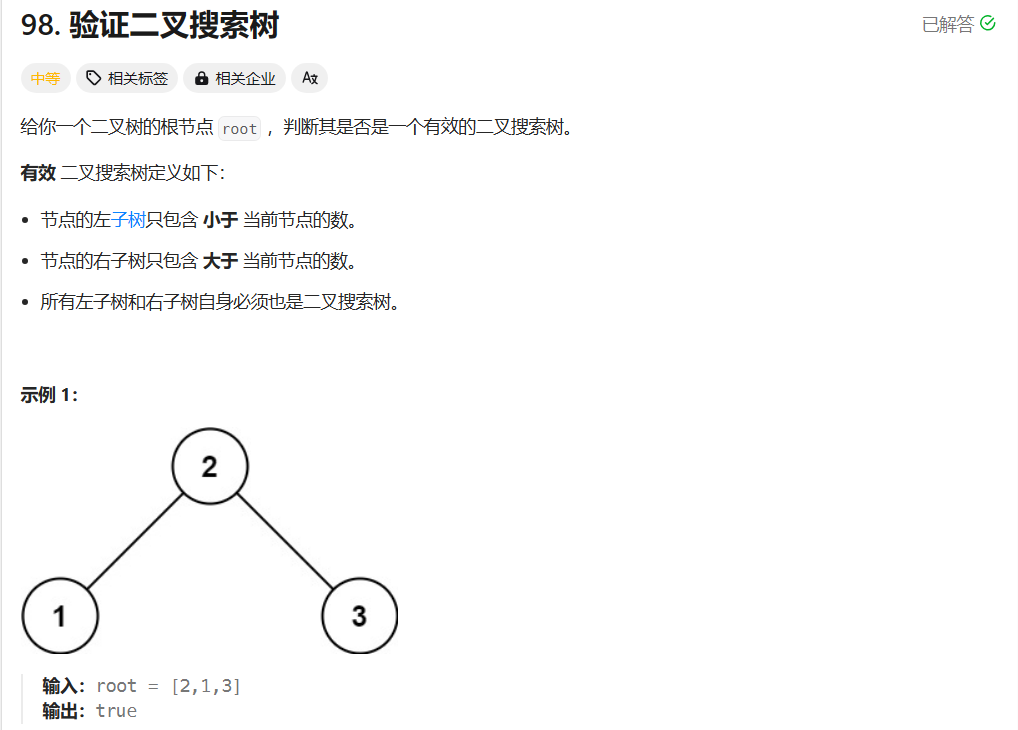 98. 验证二叉搜索树
已解答
中等 相关标签 相关企业 Ax
给你一个二叉树的根节点 root ，判断其是否是一个有效的二叉搜索树。
有效 二叉搜索树定义如下：
节点的左子树只包含 小于 当前节点的数。
节点的右子树只包含 大于 当前节点的数。
所有左子树和右子树自身必须也是二叉搜索树。
示例 1：
2
1 3
输入：root = [2,1,3]
输出：true